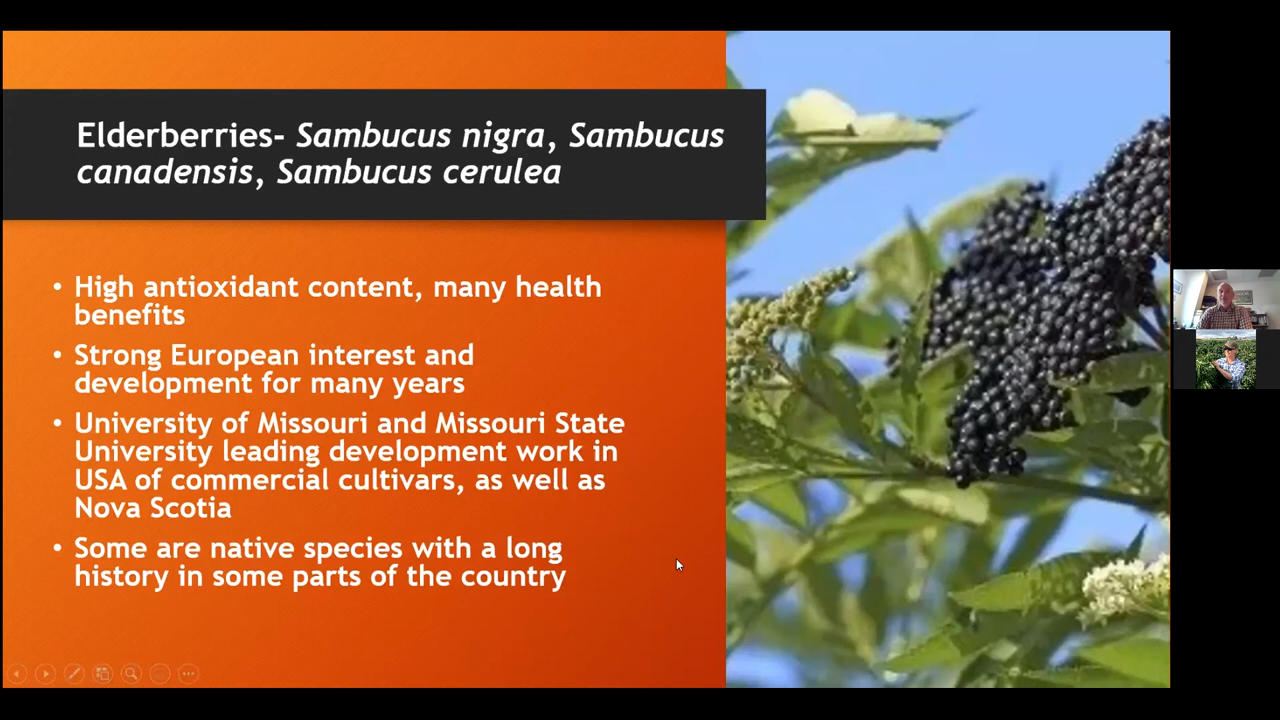 Elderberries- Sambucus nigra, Sambucus
canadensis, Sambucus cerulea
• High antioxidant content, many health
benefits
• Strong European interest and
development for many years
• University of Missouri and Missouri State
University leading development work in
USA of commercial cultivars, as well as
Nova Scotia
• Some are native species with a long
history in some parts of the country